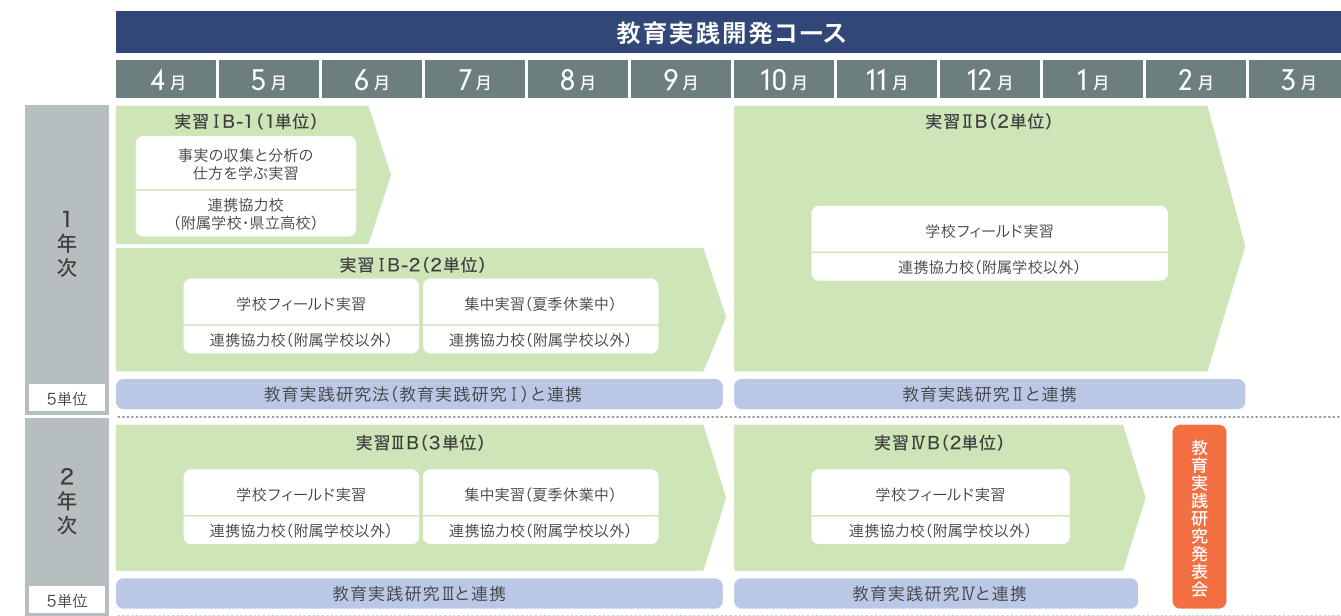 教育実践開発コース
4月 5月 6月 7月 8月 9月 10月 11月 12月 1月 2月 3月
1年次
5単位
実習ⅠB-1(1単位)
事実の収集と分析の
仕方を学ぶ実習
連携協力校
(附属学校・県立高校)
実習ⅠB-2(2単位)
学校フィールド実習
連携協力校(附属学校以外)
集中実習(夏季休業中)
連携協力校(附属学校以外)
実習ⅡB(2単位)
学校フィールド実習
連携協力校(附属学校以外)
教育実践研究法(教育実践研究Ⅰ)と連携
教育実践研究Ⅱと連携
2年次
5単位
実習ⅢB(3単位)
学校フィールド実習
連携協力校(附属学校以外)
集中実習(夏季休業中)
連携協力校(附属学校以外)
実習ⅣB(2単位)
学校フィールド実習
連携協力校(附属学校以外)
教育実践研究発表会
教育実践研究Ⅲと連携
教育実践研究Ⅳと連携